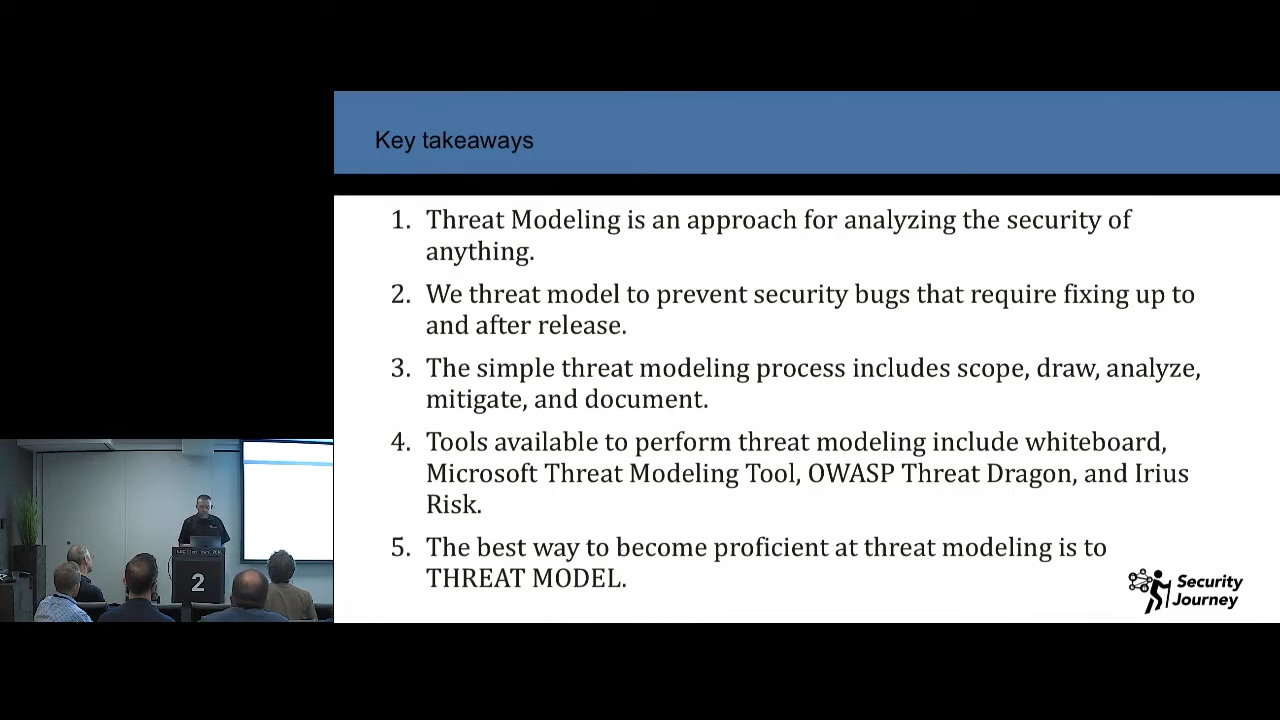 Key takeaways
1. Threat Modeling is an approach for analyzing the security of
anything.
2. We threat model to prevent security bugs that require fixing up to
and after release.
3. The simple threat modeling process includes scope, draw, analyze,
mitigate, and document.
4. Tools available to perform threat modeling include whiteboard,
Microsoft Threat Modeling Tool, OWASP Threat Dragon, and Irius
Risk.
5. The best way to become proficient at threat modeling is to
THREAT MODEL.
Security
Journey
2